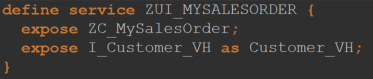 define service ZUI_MYSALESORDER {
  expose ZC_MySalesOrder;
  expose I_Customer_VH as Customer_VH;
}